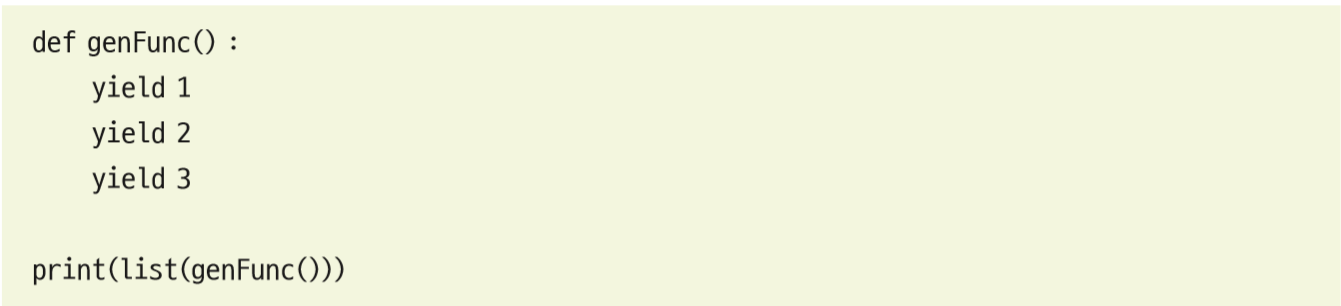 def genFunc() :
    yield 1
    yield 2
    yield 3

print(list(genFunc()))